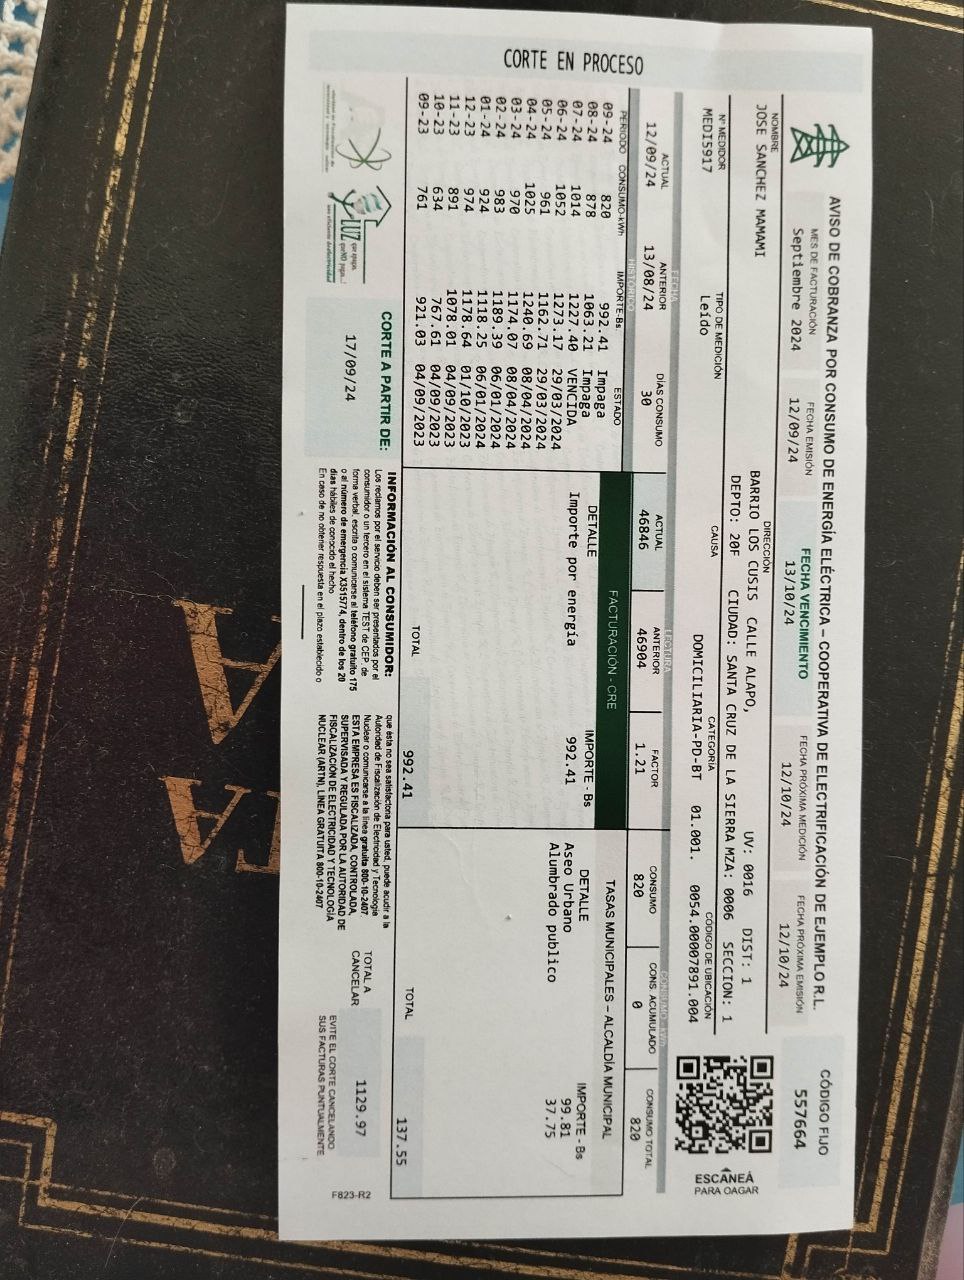 CORTE EN PROCESO
AVISO DE COBRANZA POR CONSUMO DE ENERGÍA ELÉCTRICA – COOPERATIVA DE ELECTRIFICACIÓN DE EJEMPLO R.L.
MES DE FACTURACIÓN FECHA EMISIÓN FECHA VENCIMIENTO FECHA PRÓXIMA MEDICIÓN FECHA PRÓXIMA EMISIÓN
Septiembre 2024 12/09/24 13/10/24 12/10/24 12/10/24
CÓDIGO FIJO
557664
NOMBRE DIRECCIÓN
JOSE SANCHEZ MAMAMI BARRIO LOS CUSIS CALLE ALAPO, UV: 0016 DIST: 1
DEPTO: 20F CIUDAD: SANTA CRUZ DE LA SIERRA MZA: 0006 SECCION: 1
Nº MEDIDOR TIPO DE MEDICIÓN CAUSA CATEGORIA CÓDIGO DE UBICACIÓN
MEDI5917 Leído DOMICILIARIA-PD-BT 01.001. 0054.00007891.004
ESCÁNEÁ
PARA OAGAR
FECHA LECTURA CONSUMO - kWh
ACTUAL ANTERIOR DÍAS CONSUMO ACTUAL ANTERIOR FACTOR CONSUMO CONS. ACUMULADO CONSUMO TOTAL
12/09/24 13/08/24 30 46846 46904 1.21 820 0 820
HISTÓRICO
PERIODO CONSUMO-kWh IMPORTE-Bs ESTADO
09-24 820 992.41 Impaga
08-24 878 1063.21 Impaga
07-24 1014 1227.40 VENCIDA
06-24 1052 1273.17 29/03/2024
05-24 961 1162.71 29/03/2024
04-24 1025 1240.69 08/04/2024
03-24 970 1174.07 08/04/2024
02-24 983 1189.39 06/01/2024
01-24 924 1118.25 06/01/2024
12-23 974 1178.64 01/10/2023
11-23 891 1078.01 04/09/2023
10-23 634 767.61 04/09/2023
09-23 761 921.03 04/09/2023
FACTURACIÓN - CRE
DETALLE IMPORTE - Bs
Importe por energía 992.41
TOTAL 992.41
TASAS MUNICIPALES – ALCALDÍA MUNICIPAL
DETALLE IMPORTE - Bs
Aseo Urbano 99.81
Alumbrado publico 37.75
TOTAL 137.55
LUZ que apagas, que NO pagas...!
CORTE A PARTIR DE:
17/09/24
INFORMACIÓN AL CONSUMIDOR:
Los reclamos por el servicio deben ser presentados por el
consumidor o un tercero en el sistema TEST de CEP, de
forma verbal, escrita o comunicarse al teléfono gratuito 175
o al número de emergencia X3515774, dentro de los 20
días hábiles de conocido el hecho
En caso de no obtener respuesta en el plazo establecido o
que ésta no sea satisfactoria para usted, puede acudir a la
Autoridad de Fiscalización de Electricidad y Tecnología
Nuclear o comunicarse a la línea gratuita 800-10-2407.
ESTA EMPRESA ES FISCALIZADA, CONTROLADA,
SUPERVISADA Y REGULADA POR LA AUTORIDAD DE
FISCALIZACIÓN DE ELECTRICIDAD Y TECNOLOGÍA
NUCLEAR (ARTN), LINEA GRATUITA 800-10-2407
TOTAL A
CANCELAR 1129.97
EVITE EL CORTE CANCELANDO
SUS FACTURAS PUNTUALMENTE
F823-R2